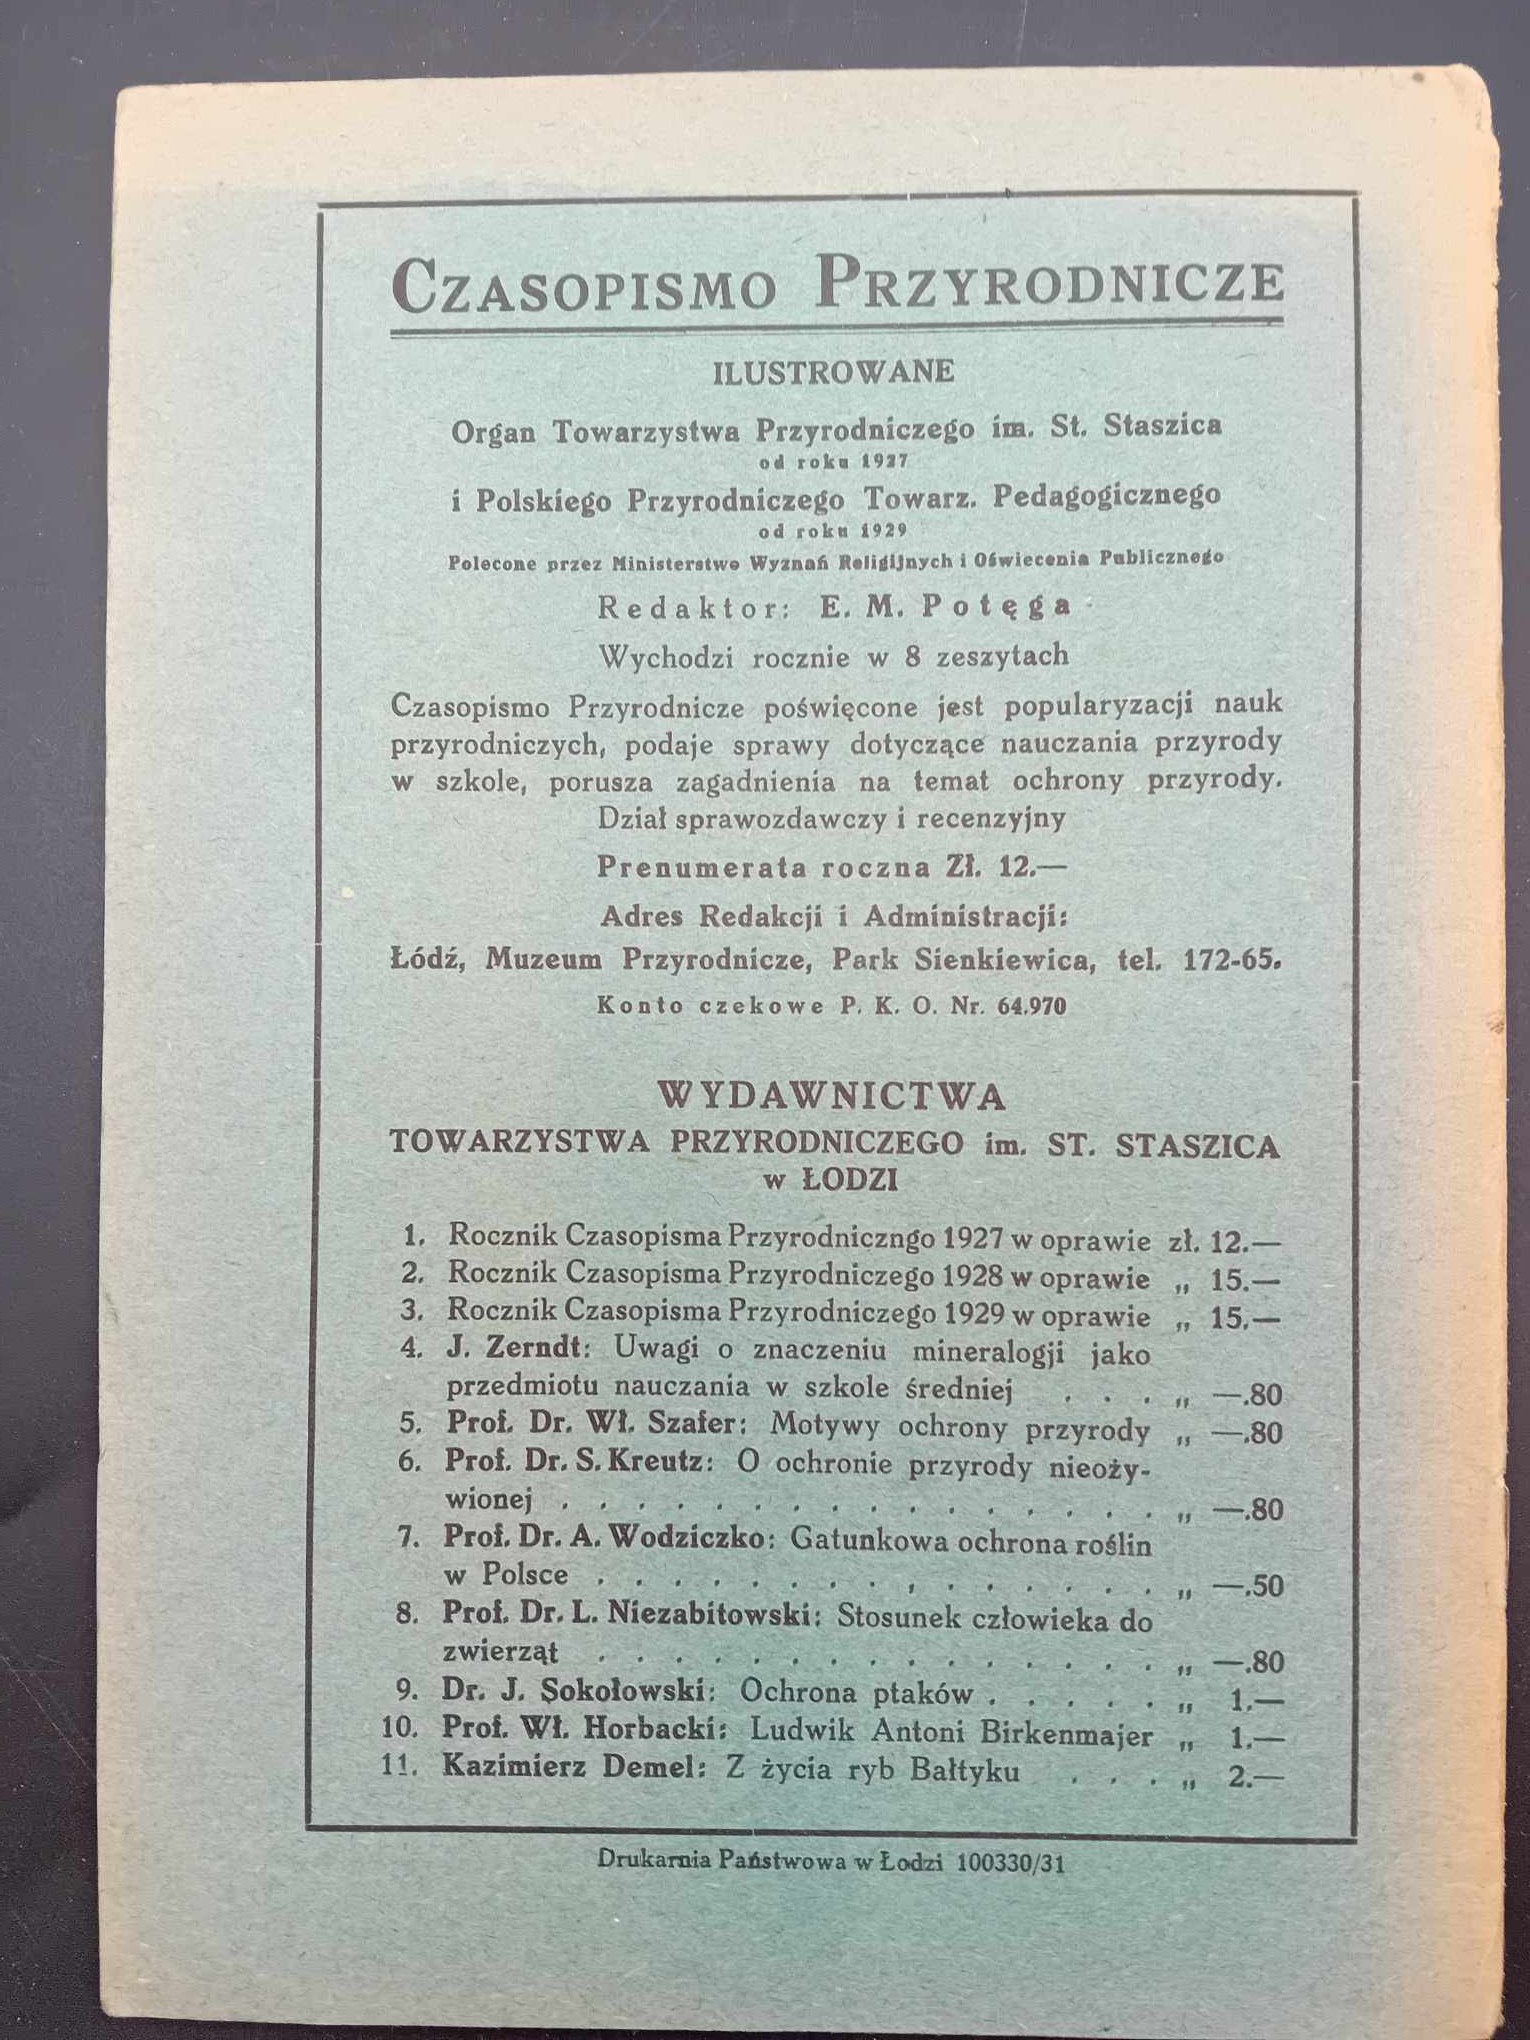 CZASOPISMO PRZYRODNICZE
ILUSTROWANE
Organ Towarzystwa Przyrodniczego im. St. Staszica
od roku 1927
i Polskiego Przyrodniczego Towarz. Pedagogicznego
od roku 1929
Polecone przez Ministerstwo Wyznań Religijnych i Oświecenia Publicznego
Redaktor: E. M. Potęga
Wychodzi rocznie w 8 zeszytach
Czasopismo Przyrodnicze poświęcone jest popularyzacji nauk
przyrodniczych, podaje sprawy dotyczące nauczania przyrody
w szkole, porusza zagadnienia na temat ochrony przyrody.
Dział sprawozdawczy i recenzyjny
Prenumerata roczna Zł. 12.—
Adres Redakcji i Administracji:
Łódź, Muzeum Przyrodnicze, Park Sienkiewica, tel. 172-65.
Konto czekowe P. K. O. Nr. 64.970
WYDAWNICTWA
TOWARZYSTWA PRZYRODNICZEGO im. ST. STASZICA
w ŁODZI
1. Rocznik Czasopisma Przyrodniczngo 1927 w oprawie zł. 12.—
2. Rocznik Czasopisma Przyrodniczego 1928 w oprawie „ 15.—
3. Rocznik Czasopisma Przyrodniczego 1929 w oprawie „ 15.—
4. J. Zerndt: Uwagi o znaczeniu mineralogji jako
przedmiotu nauczania w szkole średniej . . . „ —.80
5. Prof. Dr. Wł. Szafer: Motywy ochrony przyrody „ —.80
6. Prof. Dr. S. Kreutz: O ochronie przyrody nieoży-
wionej . . . . . . . . . . . . . . . . „ —.80
7. Prof. Dr. A. Wodziczko: Gatunkowa ochrona roślin
w Polsce . . . . . . . . . . . . . . . „ —.50
8. Prof. Dr. L. Niezabitowski: Stosunek człowieka do
zwierząt . . . . . . . . . . . . . . . „ —.80
9. Dr. J. Sokołowski: Ochrona ptaków . . . . . „ 1.—
10. Prof. Wł. Horbacki: Ludwik Antoni Birkenmajer „ 1.—
11. Kazimierz Demel: Z życia ryb Bałtyku . . . „ 2.—
Drukarnia Państwowa w Łodzi 100330/31